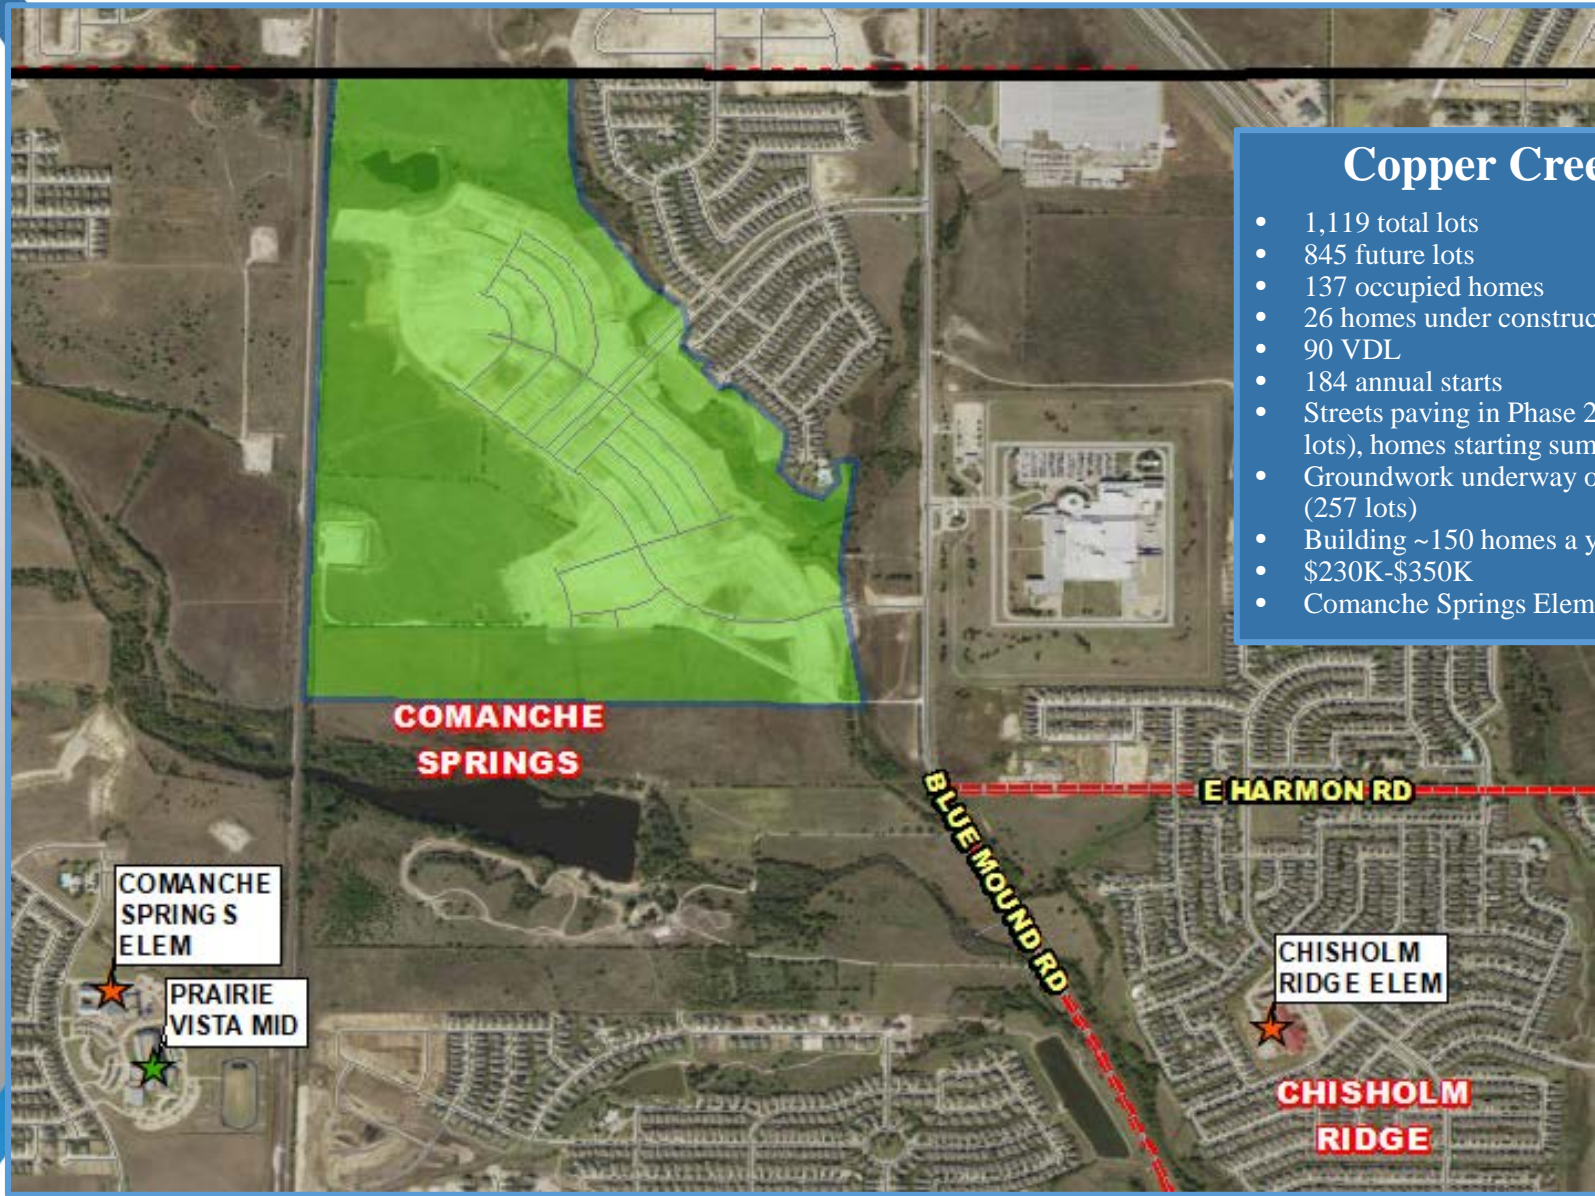 Copper Cree
• 1,119 total lots
• 845 future lots
• 137 occupied homes
• 26 homes under construc
• 90 VDL
• 184 annual starts
• Streets paving in Phase 2
lots), homes starting sum
• Groundwork underway o
(257 lots)
• Building ~150 homes a y
• $230K-$350K
• Comanche Springs Elem
COMANCHE
SPRINGS
BLUE MOUND RD
E HARMON RD
COMANCHE
SPRING S
ELEM
PRAIRIE
VISTA MID
CHISHOLM
RIDGE ELEM
CHISHOLM
RIDGE